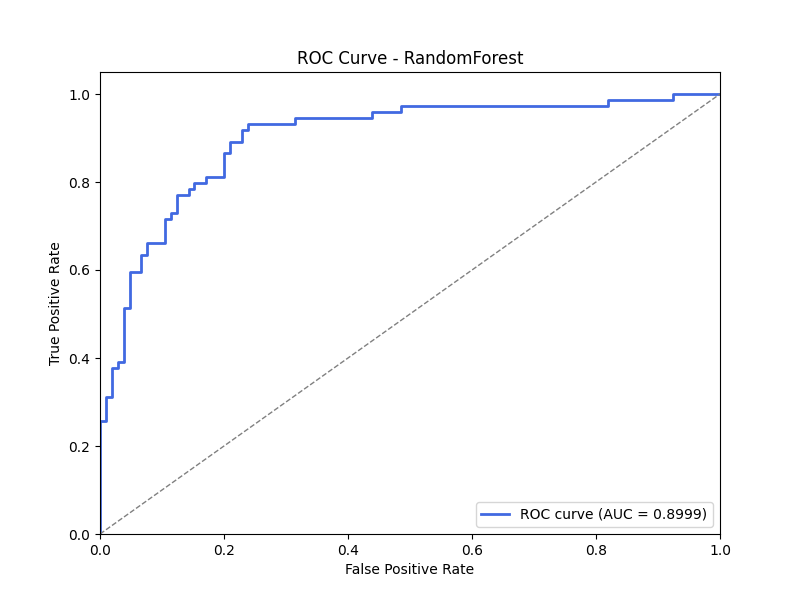 ROC Curve - RandomForest
True Positive Rate
1.0
0.8
0.6
0.4
0.2
0.0
ROC curve (AUC = 0.8999)
0.0 0.2 0.4 0.6 0.8 1.0
False Positive Rate